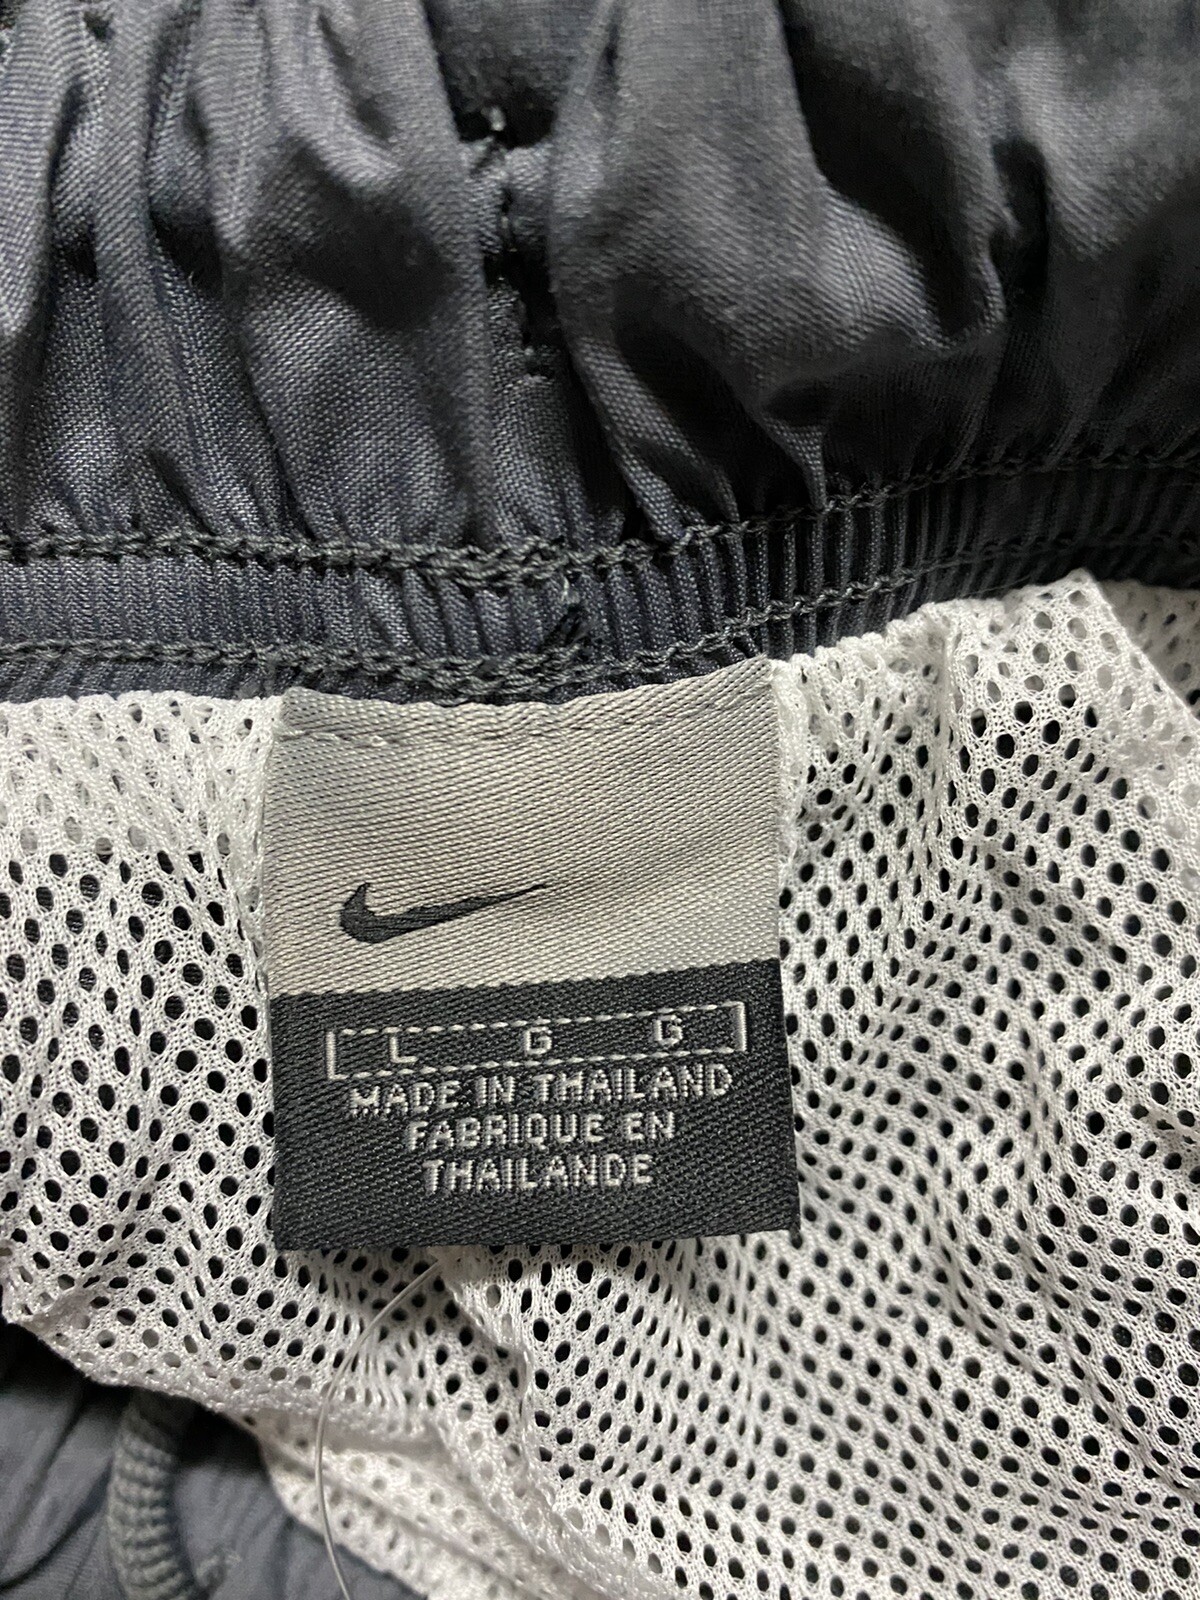 L G G
MADE IN THAILAND
FABRIQUE EN
THAILANDE